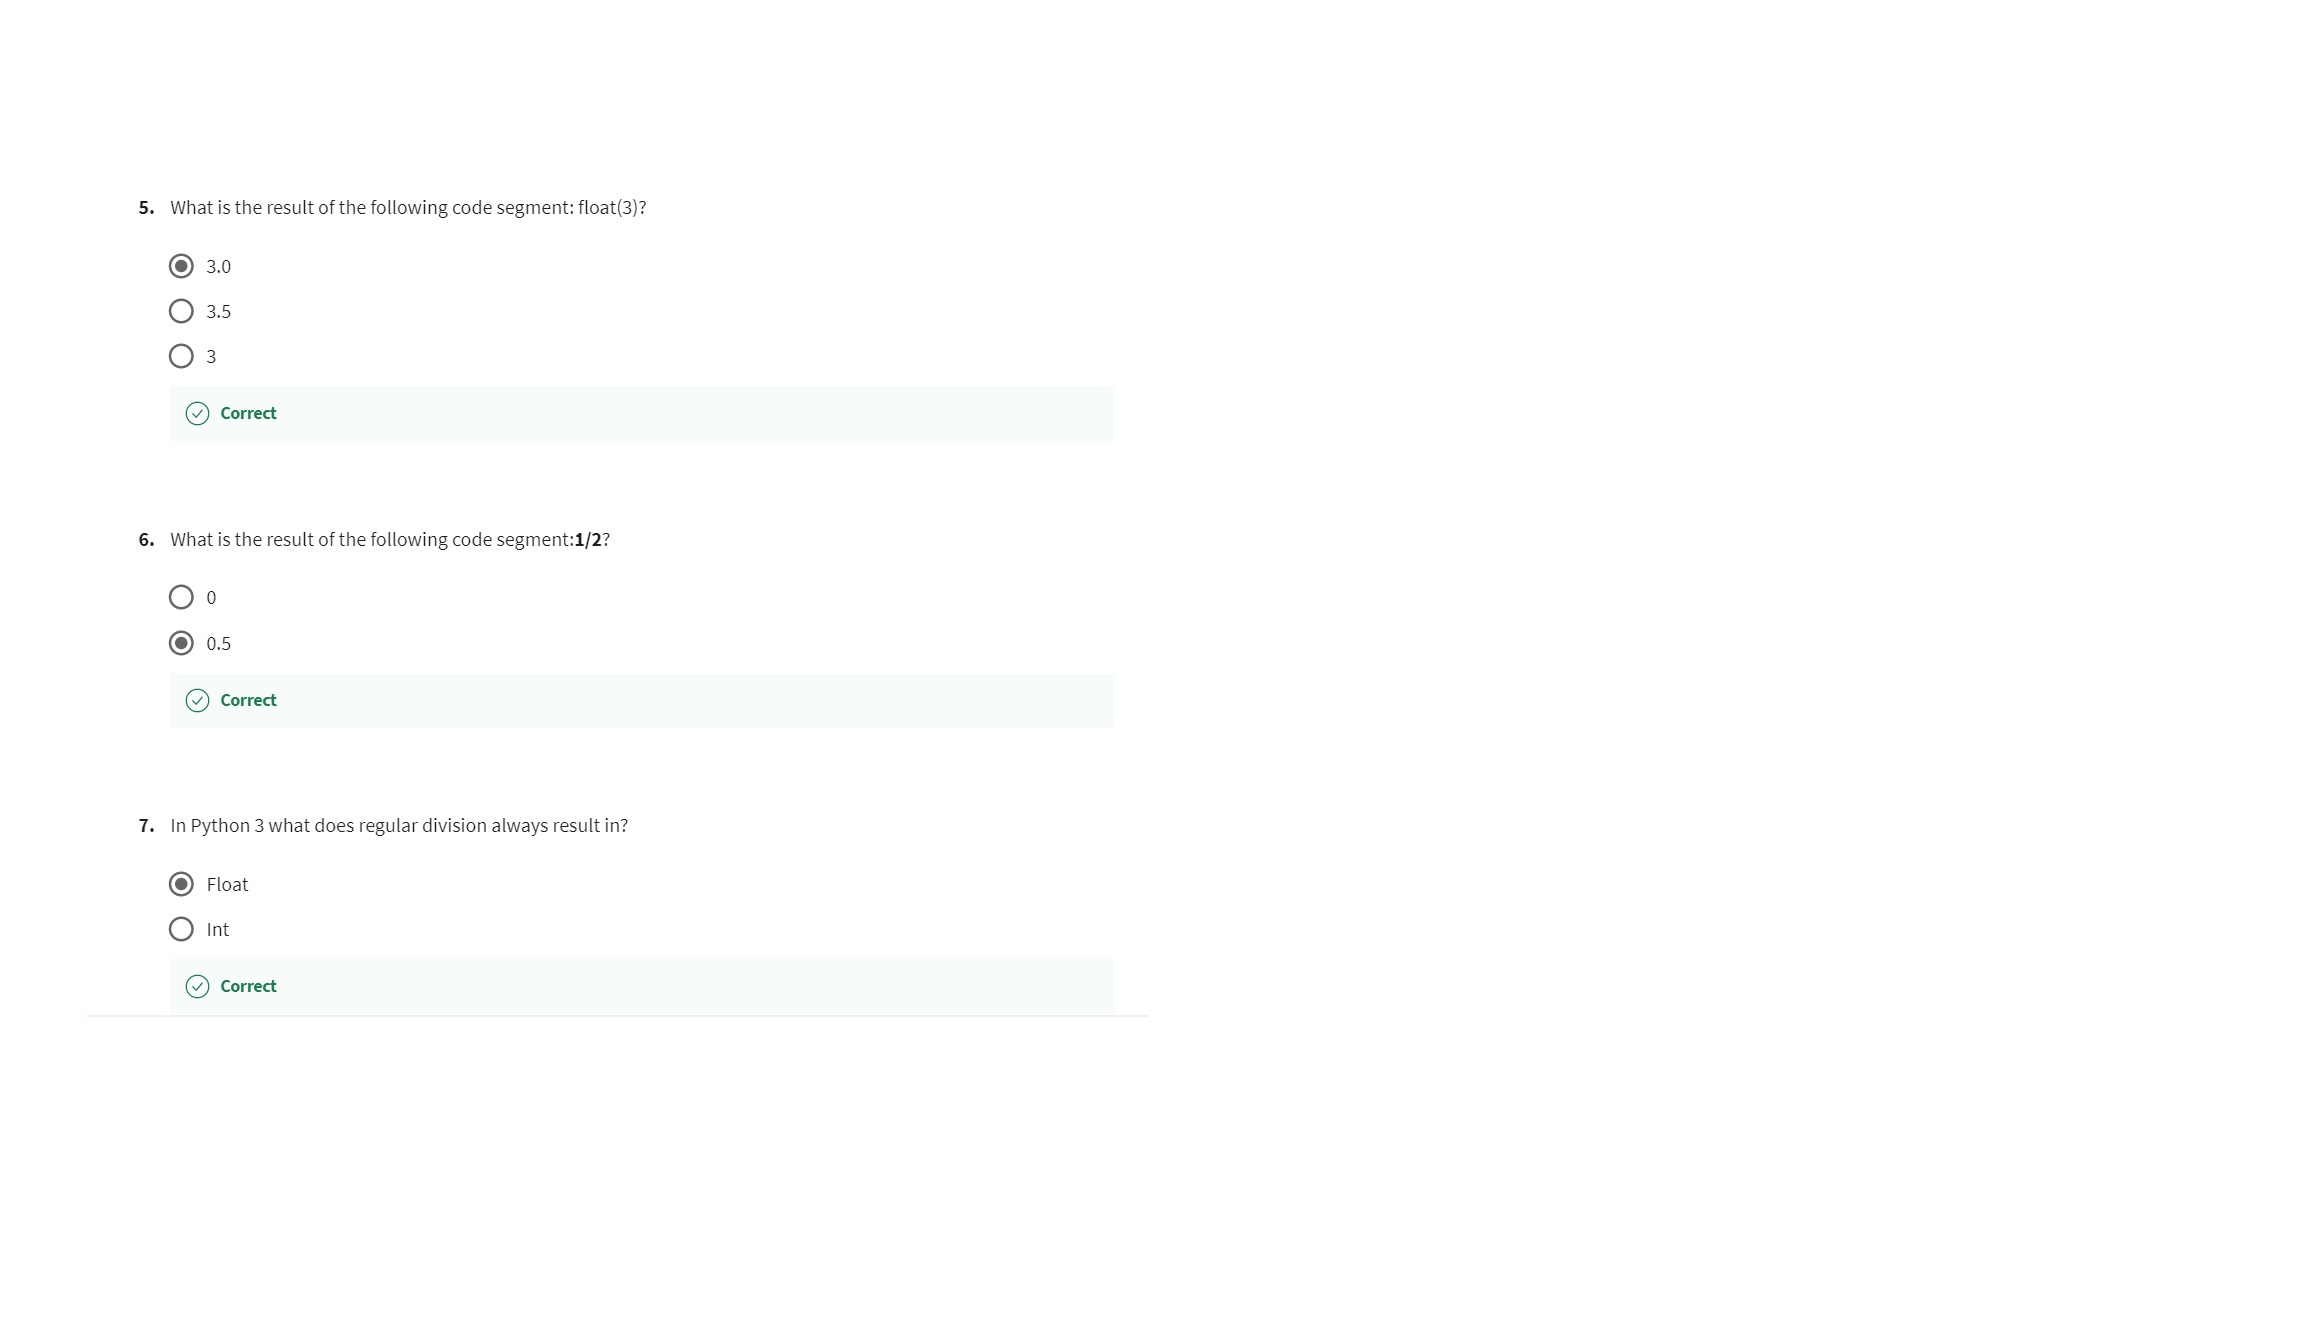 5. What is the result of the following code segment: float(3)?
3.0
3.5
3
Correct
6. What is the result of the following code segment:1/2?
0
0.5
Correct
7. In Python 3 what does regular division always result in?
Float
Int
Correct